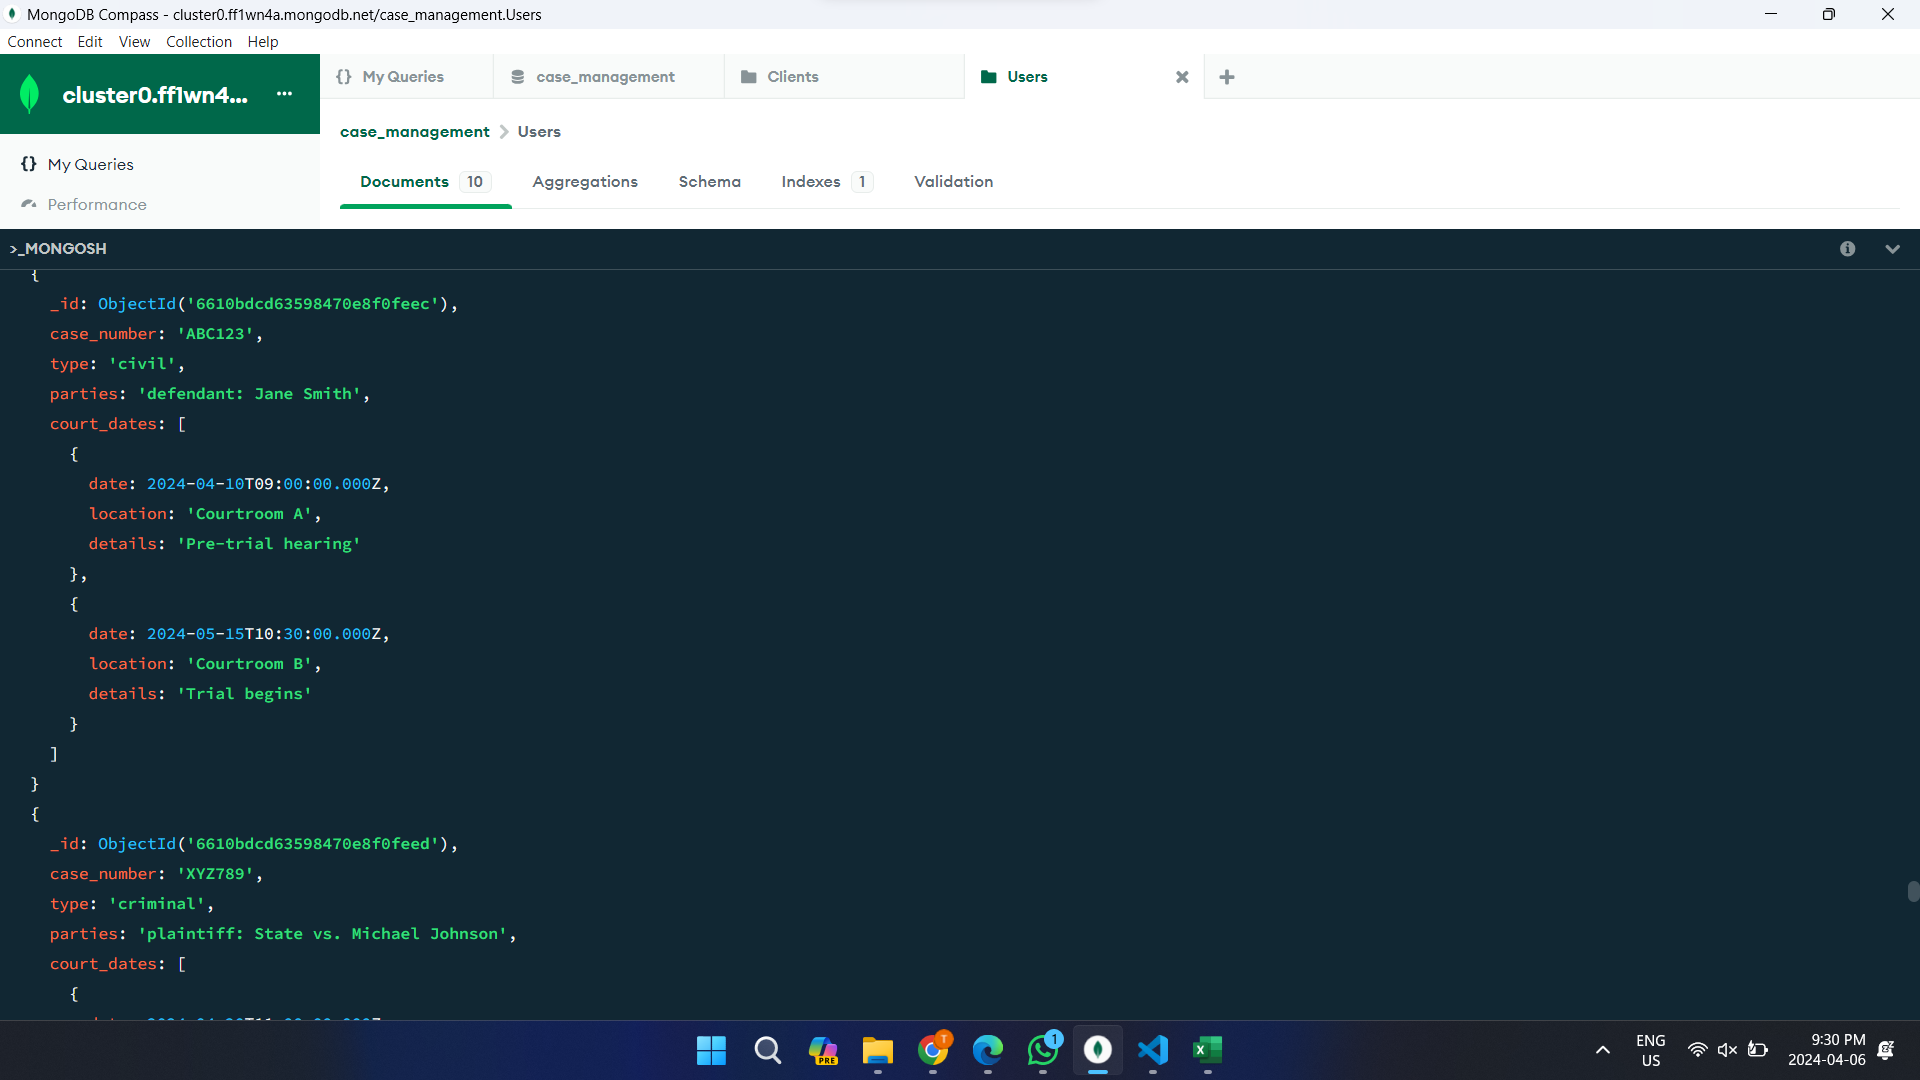 MongoDB Compass - cluster0.ff1wn4a.mongodb.net/case_management.Users
Connect Edit View Collection Help
cluster0.ff1wn4... ...
{} My Queries
case_management
Clients
Users
case_management > Users
{} My Queries
Performance
Documents 10 Aggregations Schema Indexes 1 Validation
>_MONGOSH
{
_id: ObjectId('6610bdcd63598470e8f0feec'),
case_number: 'ABC123',
type: 'civil',
parties: 'defendant: Jane Smith',
court_dates: [
{
date: 2024-04-10T09:00:00.000Z,
location: 'Courtroom A',
details: 'Pre-trial hearing'
},
{
date: 2024-05-15T10:30:00.000Z,
location: 'Courtroom B',
details: 'Trial begins'
}
]
}
{
_id: ObjectId('6610bdcd63598470e8f0feed'),
case_number: 'XYZ789',
type: 'criminal',
parties: 'plaintiff: State vs. Michael Johnson',
court_dates: [
{
PRE
T
1
ENG
US
9:30 PM
2024-04-06